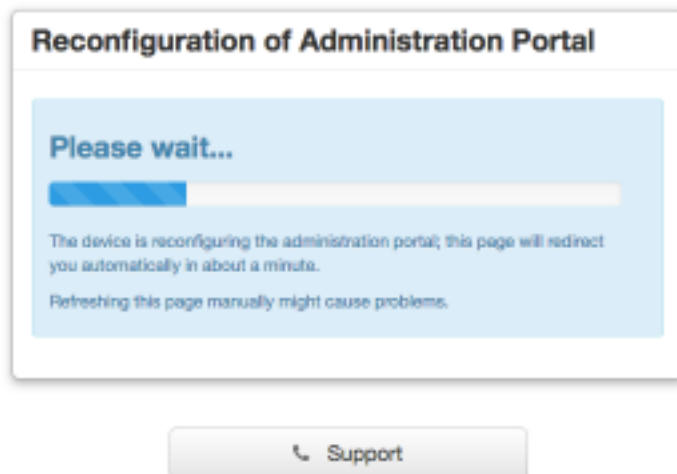 Reconfiguration of Administration Portal
Please wait...
The device is reconfiguring the administration portal; this page will redirect
you automatically in about a minute.
Refreshing this page manually might cause problems.
Support